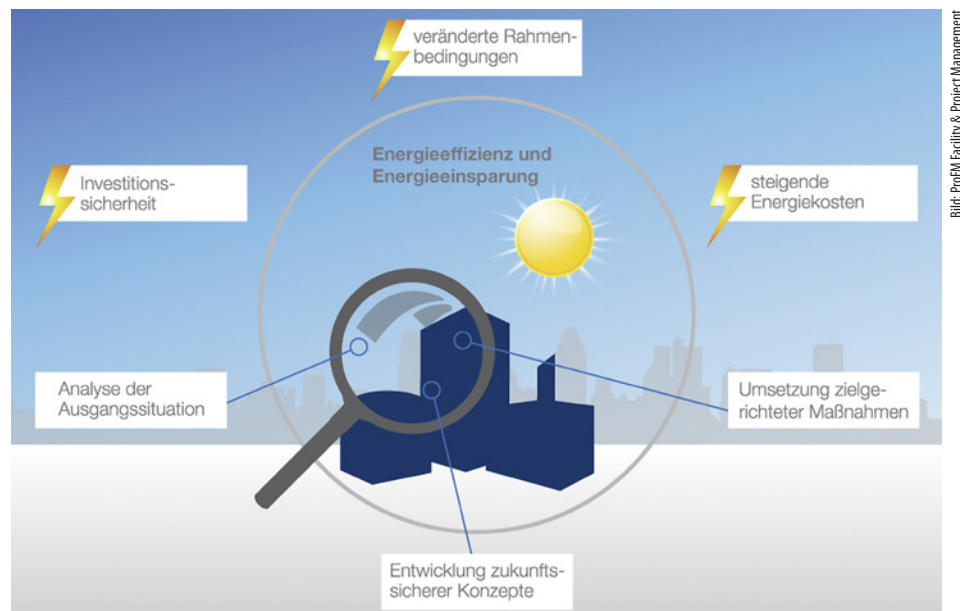 veränderte Rahmen-
bedingungen
Energieeffizienz und
Energieeinsparung
Investitions-
sicherheit
steigende
Energiekosten
Analyse der
Ausgangssituation
Umsetzung zielge-
richteter Maßnahmen
Entwicklung zukunfts-
sicherer Konzepte
Bild: ProFM Facility & Project Management